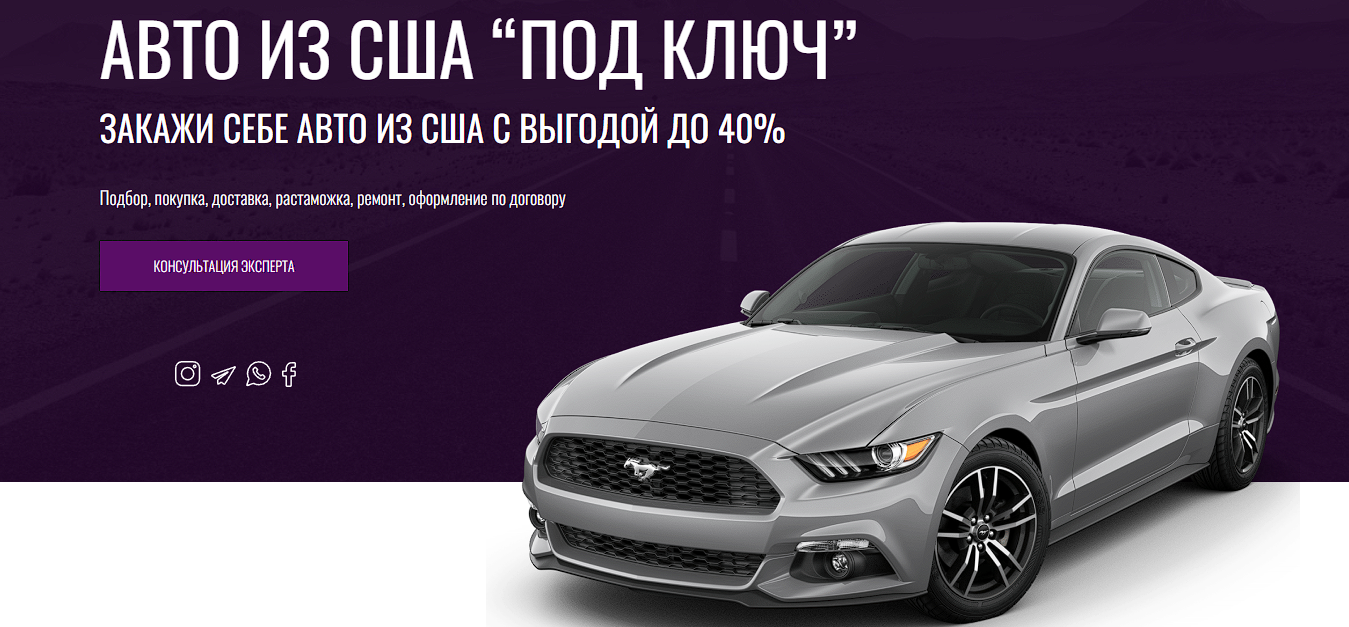 АВТО ИЗ США “ПОД КЛЮЧ”
ЗАКАЖИ СЕБЕ АВТО ИЗ США С ВЫГОДОЙ ДО 40%
Подбор, покупка, доставка, растаможка, ремонт, оформление по договору
КОНСУЛЬТАЦИЯ ЭКСПЕРТА